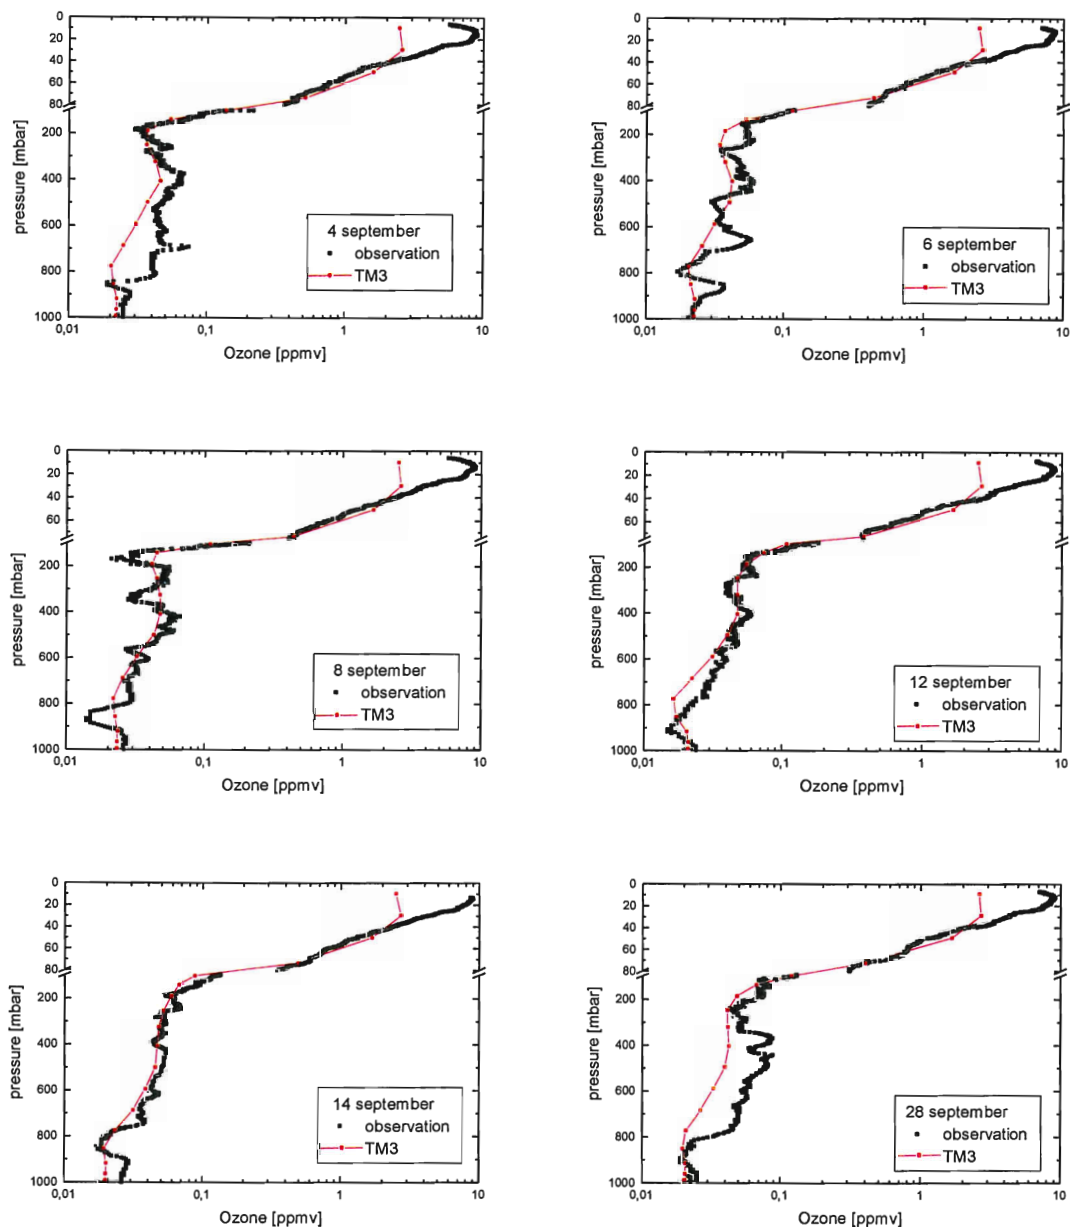 0
20
40
60
80
200
400
600
800
1000
pressure [mbar]
4 september
observation
TM3
0,01
0,1
1
10
Ozone [ppmv]
0
20
40
60
80
200
400
600
800
1000
pressure [mbar]
6 september
observation
TM3
0,01
0,1
1
10
Ozone [ppmv]
0
20
40
60
200
400
600
800
1000
pressure [mbar]
8 september
observation
TM3
0,01
0,1
1
10
Ozone [ppmv]
0
20
40
60
200
400
600
800
1000
pressure [mbar]
12 september
observation
TM3
0,01
0,1
1
10
Ozone [ppmv]
0
20
40
60
80
200
400
600
800
1000
pressure [mbar]
14 september
observation
TM3
0,01
0,1
1
10
Ozone [ppmv]
0
20
40
60
80
200
400
600
800
1000
pressure [mbar]
28 september
observation
TM3
0,01
0,1
1
10
Ozone [ppmv]